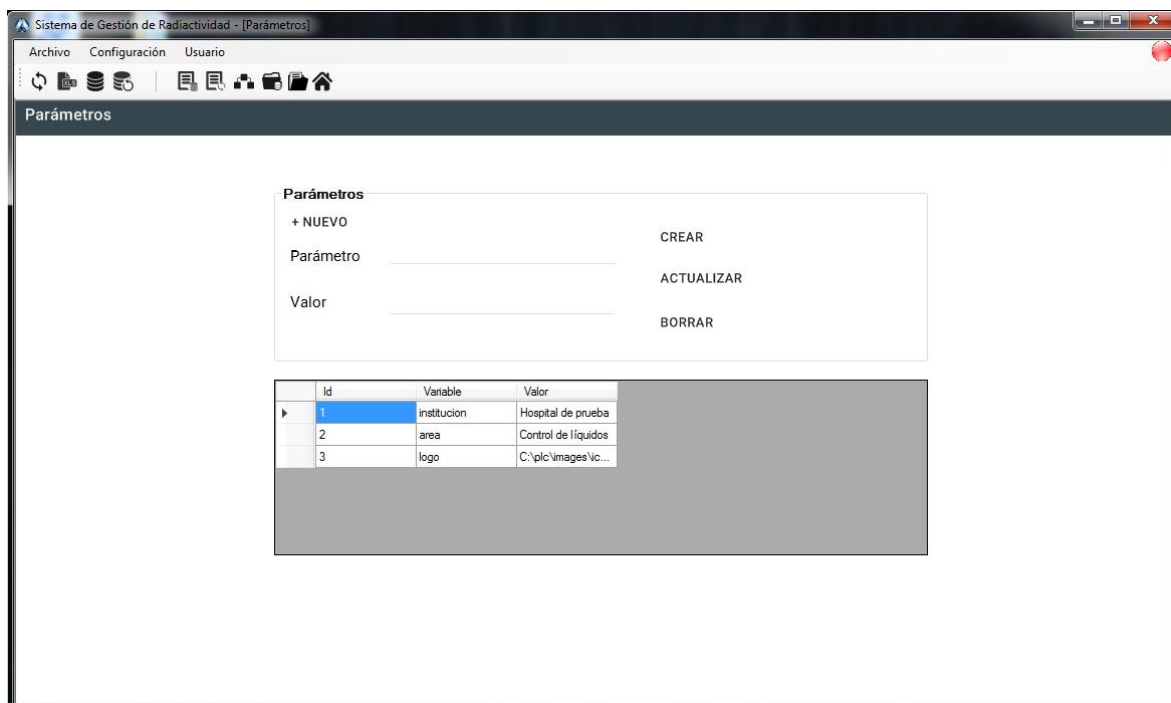 Sistema de Gestión de Radiactividad - [Parámetros]
Archivo Configuración Usuario
XLS
Parámetros
Parámetros
+ NUEVO
CREAR
Parámetro
ACTUALIZAR
Valor
BORRAR
Id Variable Valor
1 institucion Hospital de prueba
2 area Control de líquidos
3 logo C:\plc\images\ic...